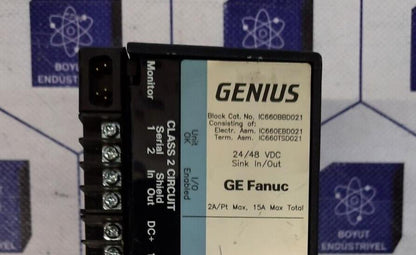 BOYUT
ENDÜSTRİYEL
GENIUS
Block Cat. No. IC660BBD021
Consisting of:
Electr. Asm. IC660EBD021
Term. Asm. IC660TSD021
24/48 VDC
Sink In/Out
GE Fanuc
2A/Pt Max, 15A Max Total
Unit OK
I/O Enabled
Monitor
CLASS 2 CIRCUIT
Serial Shield
1 2 In Out DC+
BOYUT
ENDÜSTRİYEL